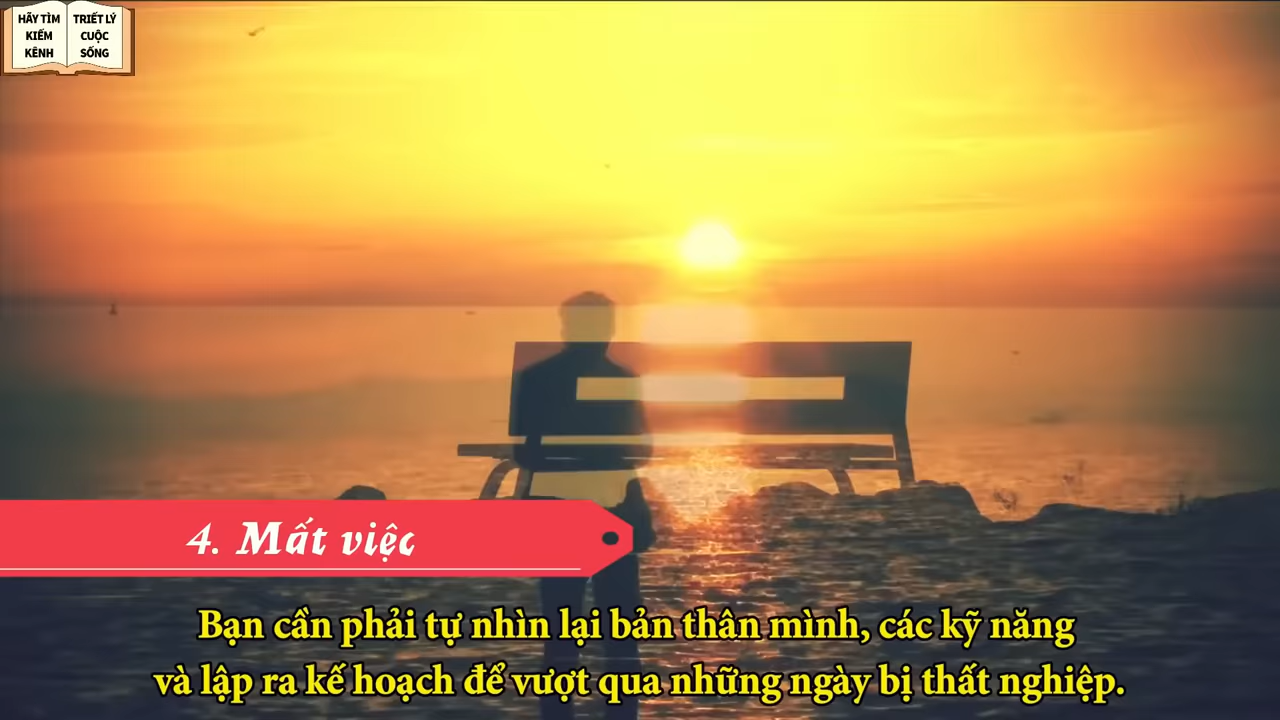 HÃY TÌM
KIẾM
KÊNH
TRIẾT LÝ
CUỘC
SỐNG
4. Mất việc
Bạn cần phải tự nhìn lại bản thân mình, các kỹ năng
và lập ra kế hoạch để vượt qua những ngày bị thất nghiệp.